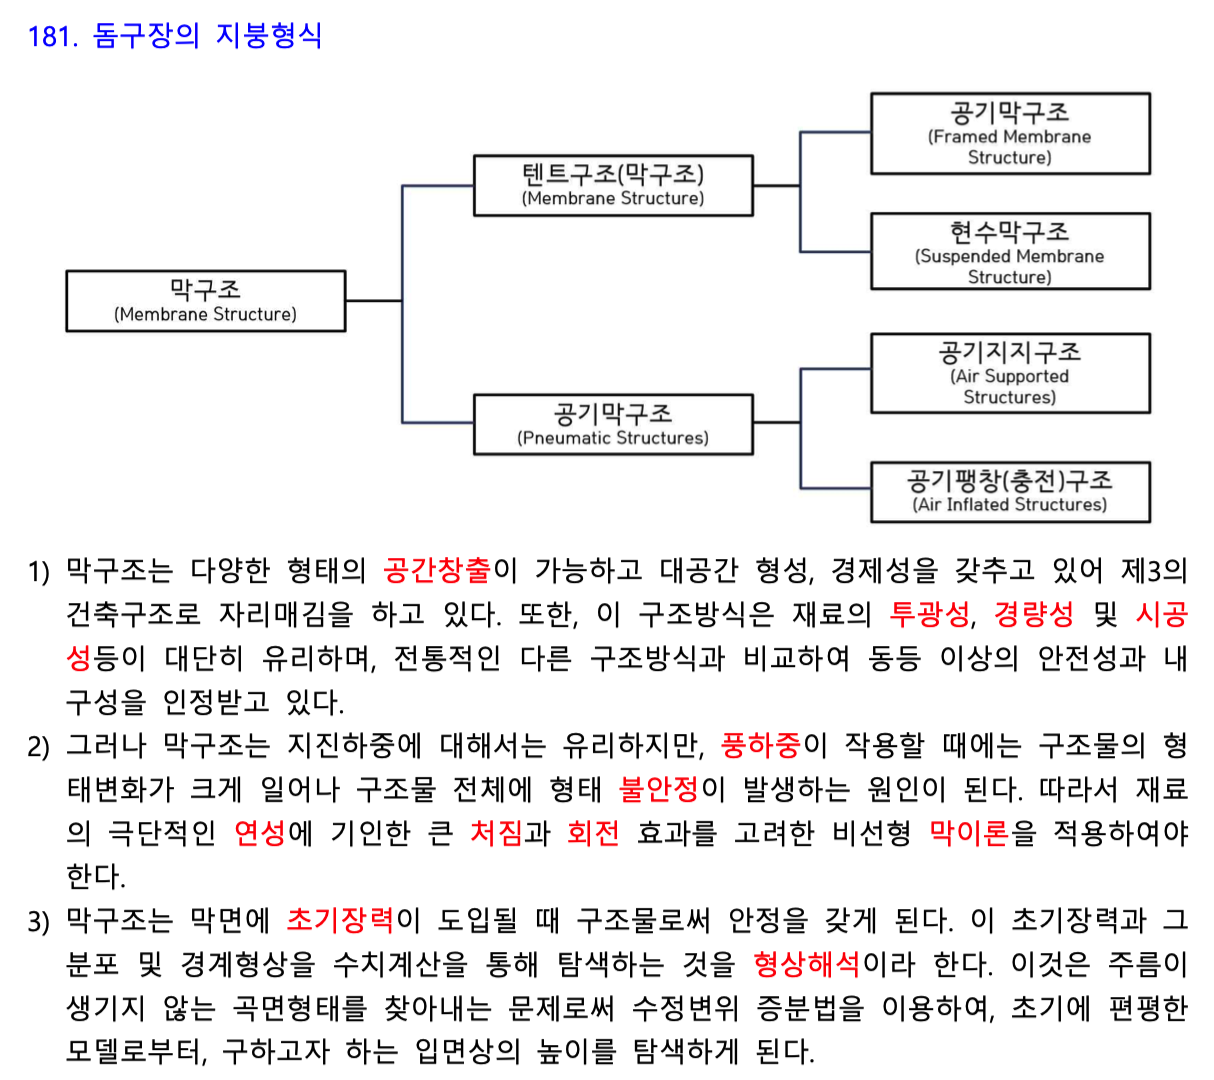 181. 돔구장의 지붕형식
공기막구조
(Framed Membrane
Structure)
텐트구조(막구조)
(Membrane Structure)
현수막구조
(Suspended Membrane
Structure)
막구조
(Membrane Structure)
공기지지구조
(Air Supported
Structures)
공기막구조
(Pneumatic Structures)
공기팽창(충전)구조
(Air Inflated Structures)
1) 막구조는 다양한 형태의 공간창출이 가능하고 대공간 형성, 경제성을 갖추고 있어 제3의
건축구조로 자리매김을 하고 있다. 또한, 이 구조방식은 재료의 투광성, 경량성 및 시공
성등이 대단히 유리하며, 전통적인 다른 구조방식과 비교하여 동등 이상의 안전성과 내
구성을 인정받고 있다.
2) 그러나 막구조는 지진하중에 대해서는 유리하지만, 풍하중이 작용할 때에는 구조물의 형
태변화가 크게 일어나 구조물 전체에 형태 불안정이 발생하는 원인이 된다. 따라서 재료
의 극단적인 연성에 기인한 큰 처짐과 회전 효과를 고려한 비선형 막이론을 적용하여야
한다.
3) 막구조는 막면에 초기장력이 도입될 때 구조물로써 안정을 갖게 된다. 이 초기장력과 그
분포 및 경계형상을 수치계산을 통해 탐색하는 것을 형상해석이라 한다. 이것은 주름이
생기지 않는 곡면형태를 찾아내는 문제로써 수정변위 증분법을 이용하여, 초기에 편평한
모델로부터, 구하고자 하는 입면상의 높이를 탐색하게 된다.